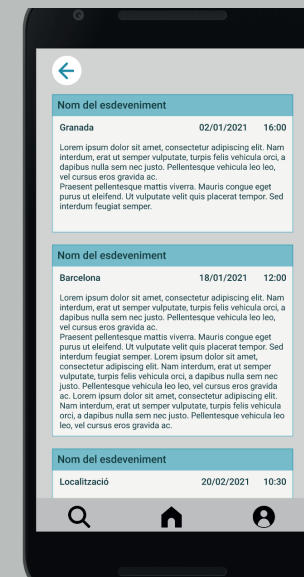 Nom del esdeveniment
Granada 02/01/2021 16:00
Lorem ipsum dolor sit amet, consectetur adipiscing elit. Nam
interdum, erat ut semper vulputate, turpis felis vehicula orci, a
dapibus nulla sem nec justo. Pellentesque vehicula leo leo,
vel cursus eros gravida ac.
Praesent pellentesque mattis viverra. Mauris congue eget
purus ut eleifend. Ut vulputate velit quis placerat tempor. Sed
interdum feugiat semper.
Nom del esdeveniment
Barcelona 18/01/2021 12:00
Lorem ipsum dolor sit amet, consectetur adipiscing elit. Nam
interdum, erat ut semper vulputate, turpis felis vehicula orci, a
dapibus nulla sem nec justo. Pellentesque vehicula leo leo,
vel cursus eros gravida ac.
Praesent pellentesque mattis viverra. Mauris congue eget
purus ut eleifend. Ut vulputate velit quis placerat tempor. Sed
interdum feugiat semper. Lorem ipsum dolor sit amet,
consectetur adipiscing elit. Nam interdum, erat ut semper
vulputate, turpis felis vehicula orci, a dapibus nulla sem nec
justo. Pellentesque vehicula leo leo, vel cursus eros gravida
ac. Lorem ipsum dolor sit amet, consectetur adipiscing elit.
Nam interdum, erat ut semper vulputate, turpis felis vehicula
orci, a dapibus nulla sem nec justo. Pellentesque vehicula leo
leo, vel cursus eros gravida ac.
Nom del esdeveniment
Localització 20/02/2021 10:30